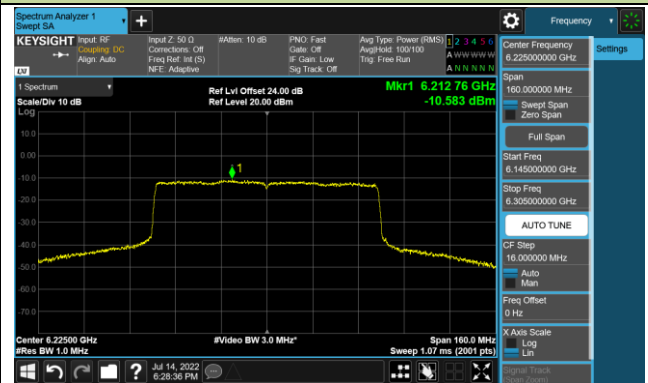 Spectrum Analyzer 1
Swept SA
+
Frequency
KEYSIGHT
Input: RF
Coupling: DC
Align: Auto
Input Z: 50 Ω
Corrections: Off
Freq Ref: Int (S)
NFE: Adaptive
#Atten: 10 dB
PNO: Fast
Gate: Off
IF Gain: Low
Sig Track: Off
Avg Type: Power (RMS)
Avg|Hold: 100/100
Trig: Free Run
1 2 3 4 5 6
A W W W W W
A N N N N N
LXI
1 Spectrum
Scale/Div 10 dB
Log
Ref Lvl Offset 24.00 dB
Ref Level 20.00 dBm
Mkr1 6.212 76 GHz
-10.583 dBm
10.0
0.00
-10.0
-20.0
-30.0
-40.0
-50.0
-60.0
-70.0
1
Center 6.22500 GHz
#Res BW 1.0 MHz
#Video BW 3.0 MHz*
Span 160.0 MHz
Sweep 1.07 ms (2001 pts)
Jul 14, 2022
6:28:36 PM
Center Frequency
6.225000000 GHz
Settings
Span
160.000000 MHz
Swept Span
Zero Span
Full Span
Start Freq
6.145000000 GHz
Stop Freq
6.305000000 GHz
AUTO TUNE
CF Step
16.000000 MHz
Auto
Man
Freq Offset
0 Hz
X Axis Scale
Log
Lin
Signal Track
(Span Zoom)